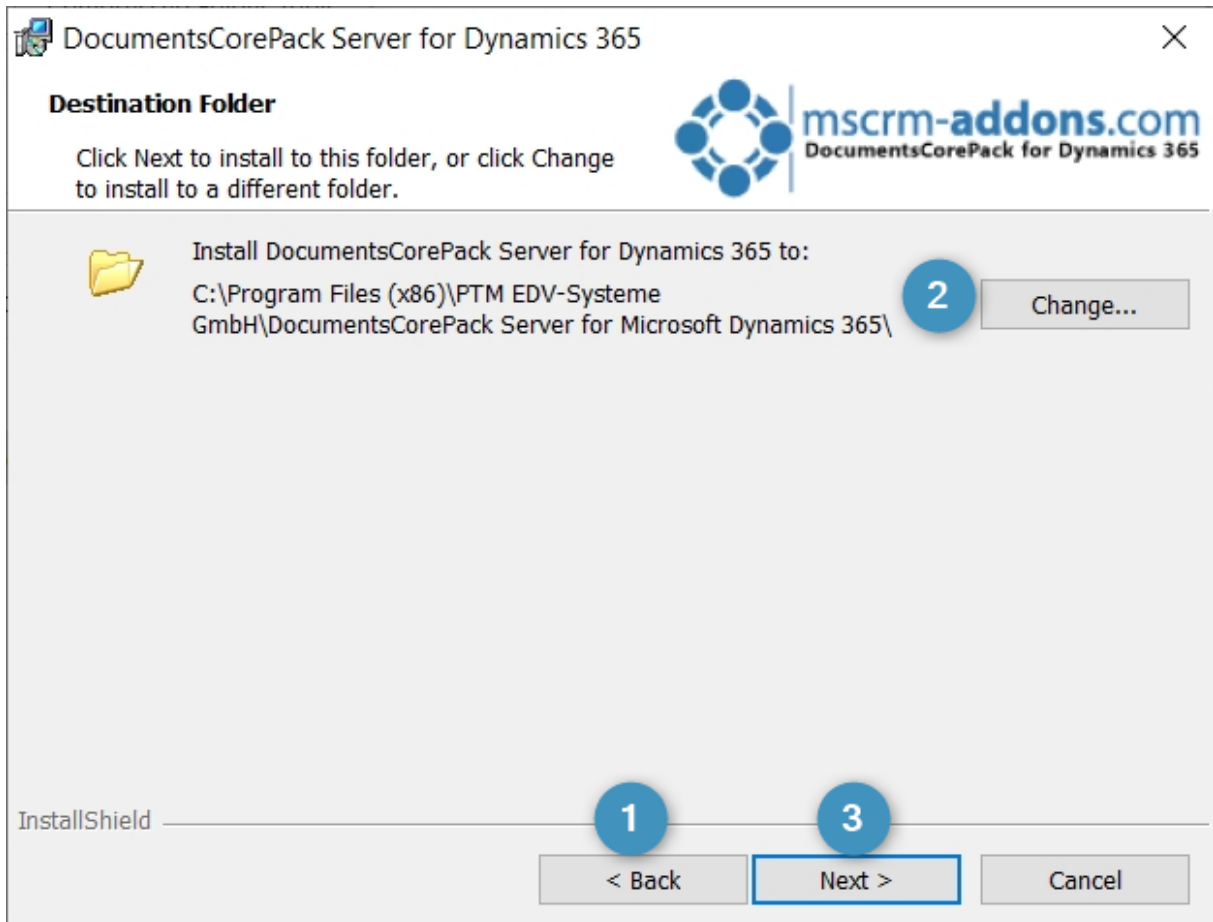 DocumentsCorePack Server for Dynamics 365
Destination Folder
Click Next to install to this folder, or click Change
to install to a different folder.
mscrm-addons.com
DocumentsCorePack for Dynamics 365
Install DocumentsCorePack Server for Dynamics 365 to:
C:\Program Files (x86)\PTM EDV-Systeme
GmbH\DocumentsCorePack Server for Microsoft Dynamics 365\
2
Change...
InstallShield
1
3
< Back
Next >
Cancel